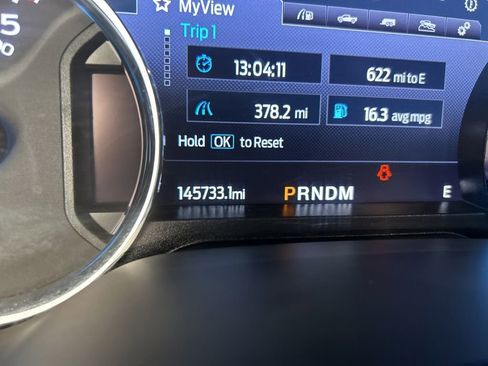 MyView
Trip 1
13:04:11
622 mi to E
378.2 mi
16.3 avg mpg
Hold OK to Reset
145733.1mi
PRNDM
E
5